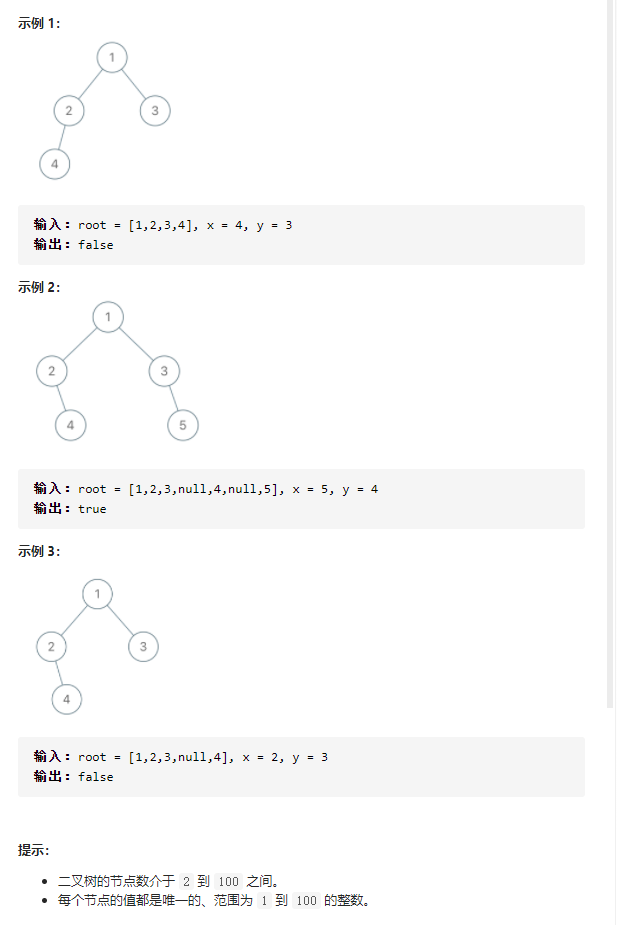 示例 1：
1
2
3
4
输入：root = [1,2,3,4], x = 4, y = 3
输出：false
示例 2：
1
2
3
4
5
输入：root = [1,2,3,null,4,null,5], x = 5, y = 4
输出：true
示例 3：
1
2
3
4
输入：root = [1,2,3,null,4], x = 2, y = 3
输出：false
提示：
二叉树的节点数介于 2 到 100 之间。
每个节点的值都是唯一的、范围为 1 到 100 的整数。